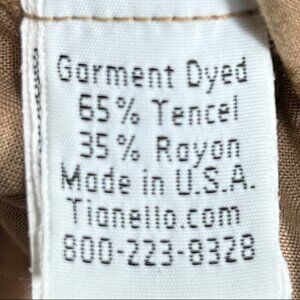 Garment Dyed
65% Tencel
35% Rayon
Made in U.S.A.
Tianello.com
800-223-8328